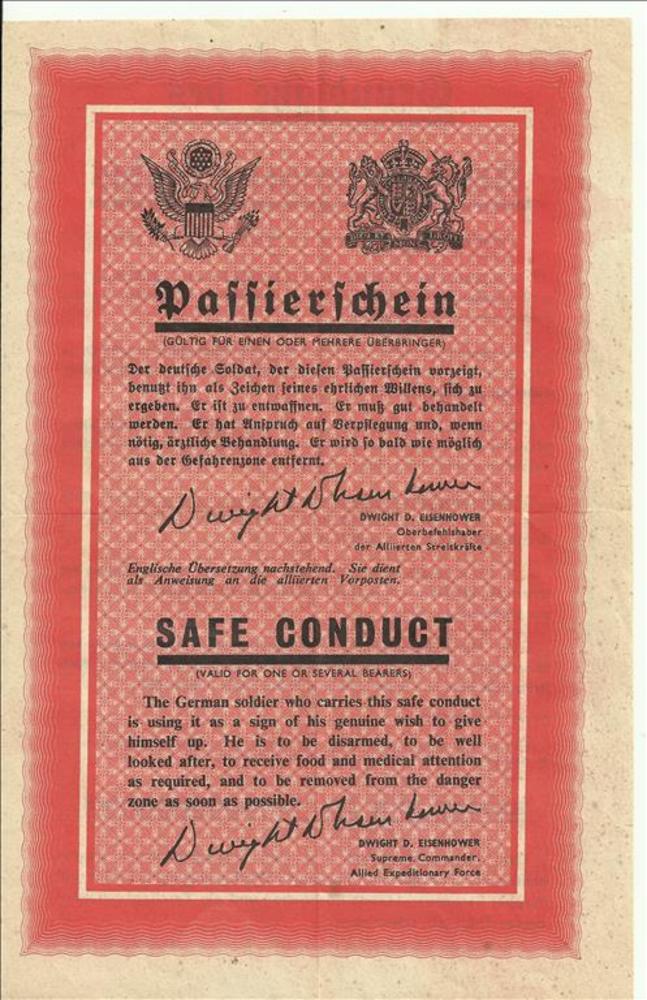 DIEU ET MON DROIT
Passierschein
(GÜLTIG FÜR EINEN ODER MEHRERE ÜBERBRINGER)
Der deutsche Soldat, der diesen Passierschein vorzeigt,
benutzt ihn als Zeichen seines ehrlichen Willens, sich zu
ergeben. Er ist zu entwaffnen. Er muß gut behandelt
werden. Er hat Anspruch auf Verpflegung und, wenn
nötig, ärztliche Behandlung. Er wird so bald wie möglich
aus der Gefahrenzone entfernt.
Dwight D Eisenhower
DWIGHT D. EISENHOWER
Oberbefehlshaber
der Alliierten Streitkräfte
Englische Übersetzung nachstehend. Sie dient
als Anweisung an die alliierten Vorposten.
SAFE CONDUCT
(VALID FOR ONE OR SEVERAL BEARERS)
The German soldier who carries this safe conduct
is using it as a sign of his genuine wish to give
himself up. He is to be disarmed, to be well
looked after, to receive food and medical attention
as required, and to be removed from the danger
zone as soon as possible.
Dwight D Eisenhower
DWIGHT D. EISENHOWER
Supreme Commander,
Allied Expeditionary Force